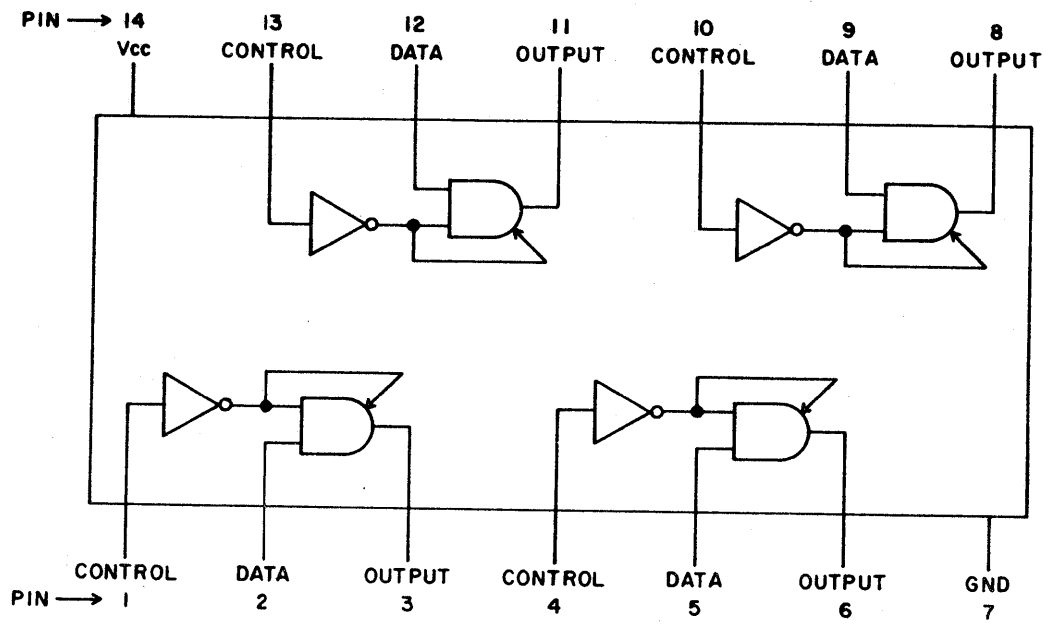 PIN → 14 13 12 11 10 9 8
Vcc CONTROL DATA OUTPUT CONTROL DATA OUTPUT
CONTROL DATA OUTPUT CONTROL DATA OUTPUT GND
PIN → 1 2 3 4 5 6 7